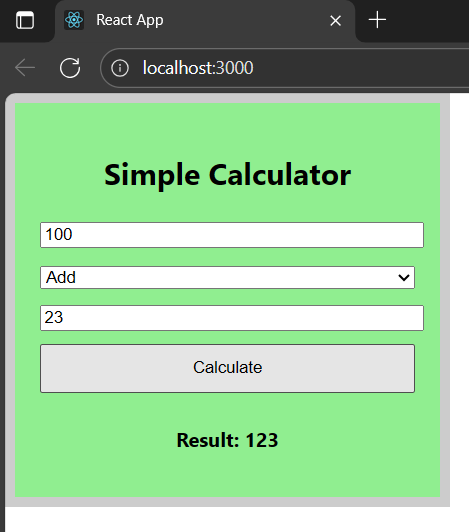 React App
localhost:3000
Simple Calculator
100
Add
23
Calculate
Result: 123